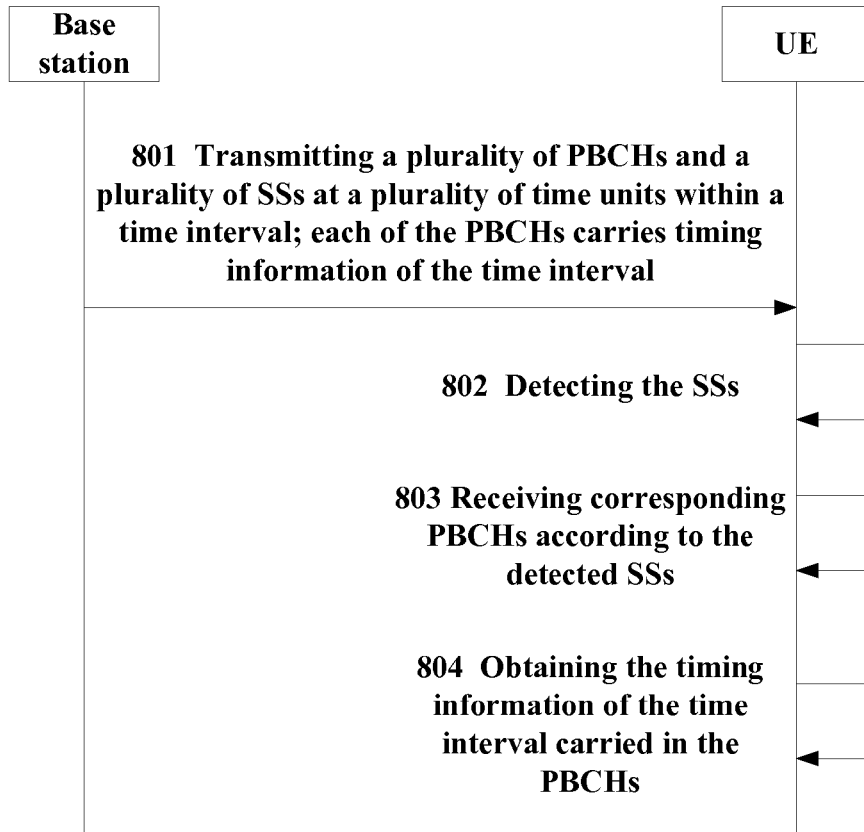 Base
station
UE
801  Transmitting a plurality of PBCHs and a
plurality of SSs at a plurality of time units within a
time interval; each of the PBCHs carries timing
information of the time interval
802  Detecting the SSs
803 Receiving corresponding
PBCHs according to the
detected SSs
804  Obtaining the timing
information of the time
interval carried in the
PBCHs